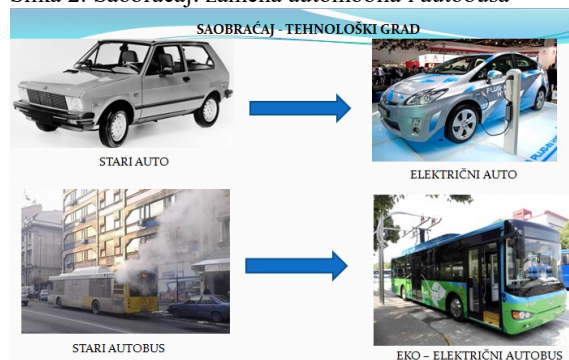 SAOBRAĆAJ - TEHNOLOŠKI GRAD
STARI AUTO
ELEKTRIČNI AUTO
STARI AUTOBUS
EKO – ELEKTRIČNI AUTOBUS